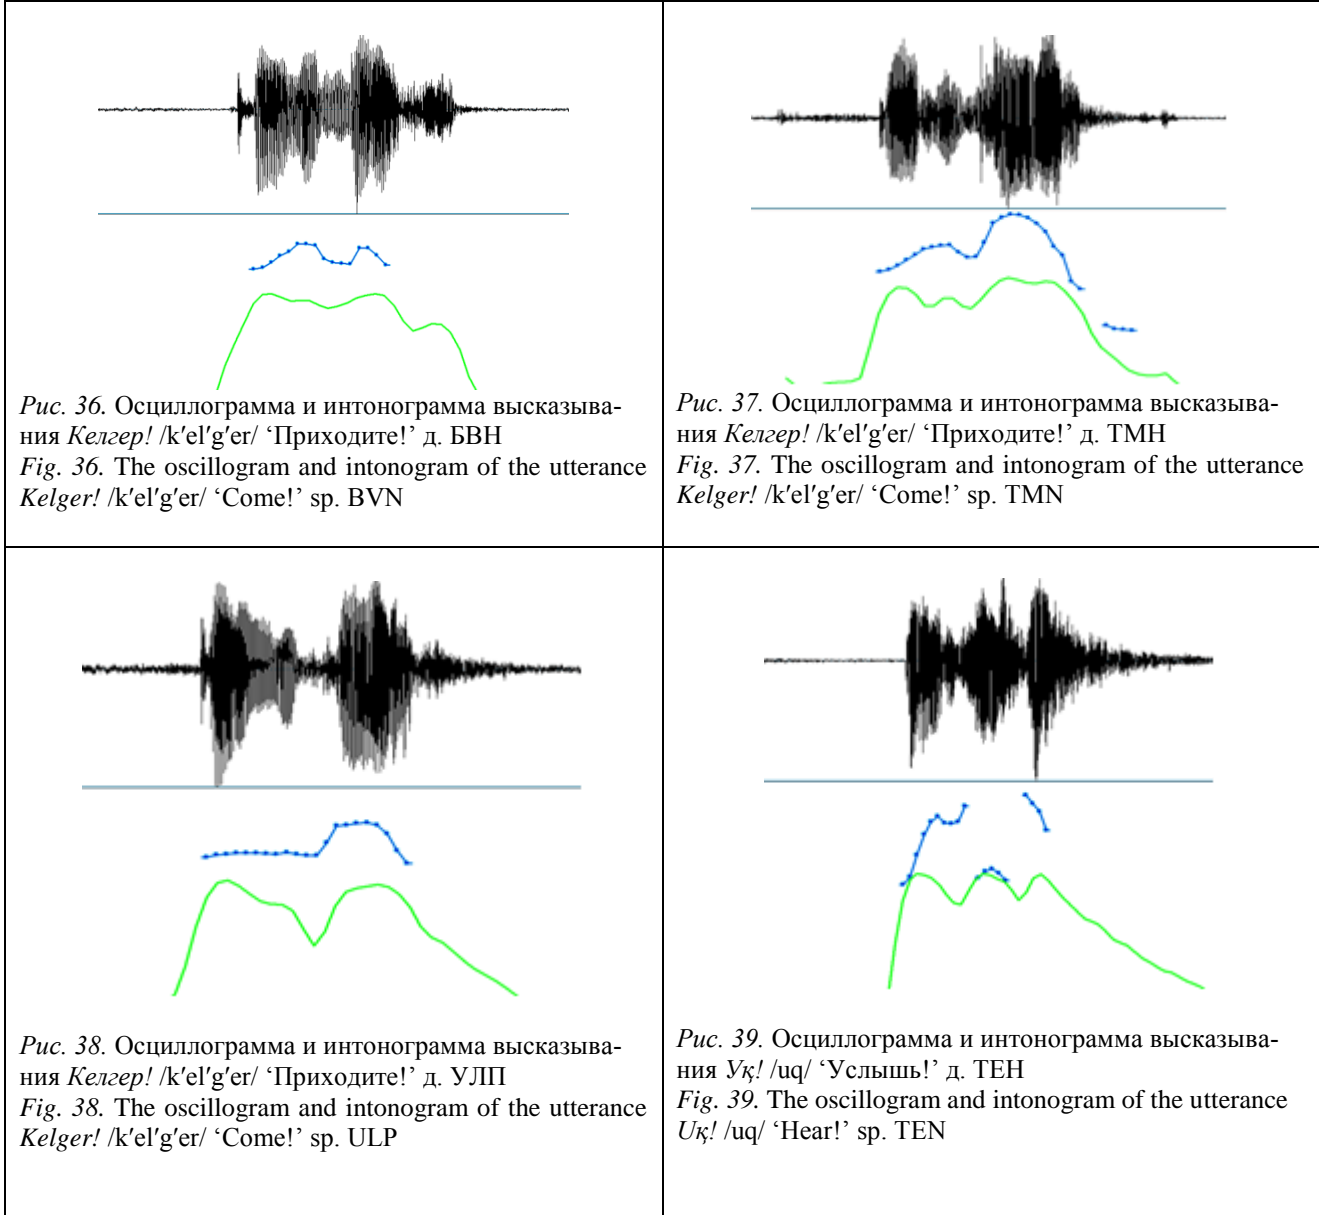 Рис. 36. Осциллограмма и интонограмма высказыва-
ния Келгер! /k′el′g′er/ ‘Приходите!’ д. БВН
Fig. 36. The oscillogram and intonogram of the utterance
Kelger! /k′el′g′er/ ‘Come!’ sp. BVN
Рис. 37. Осциллограмма и интонограмма высказыва-
ния Келгер! /k′el′g′er/ ‘Приходите!’ д. ТМН
Fig. 37. The oscillogram and intonogram of the utterance
Kelger! /k′el′g′er/ ‘Come!’ sp. TMN
Рис. 38. Осциллограмма и интонограмма высказыва-
ния Келгер! /k′el′g′er/ ‘Приходите!’ д. УЛП
Fig. 38. The oscillogram and intonogram of the utterance
Kelger! /k′el′g′er/ ‘Come!’ sp. ULP
Рис. 39. Осциллограмма и интонограмма высказыва-
ния Уқ! /uq/ ‘Услышь!’ д. ТЕН
Fig. 39. The oscillogram and intonogram of the utterance
Uқ! /uq/ ‘Hear!’ sp. TEN